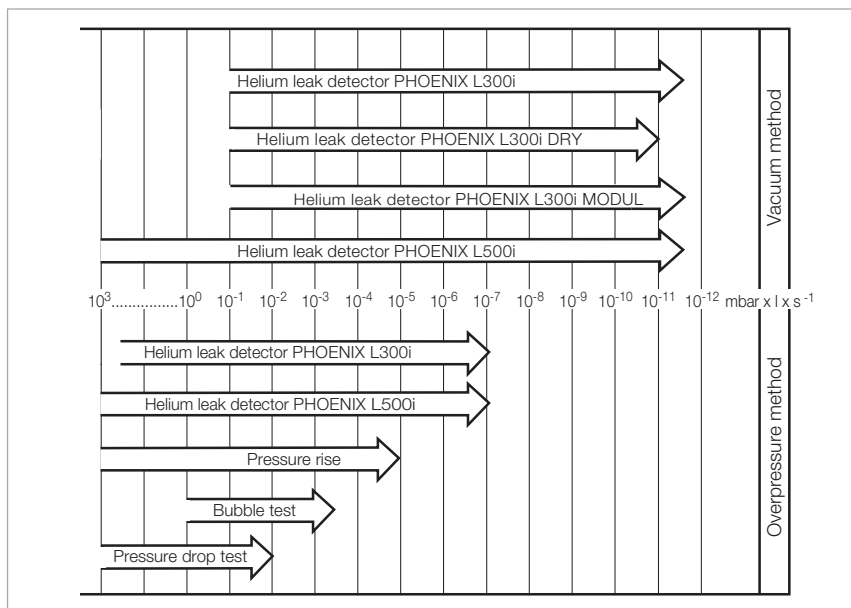 Helium leak detector PHOENIX L300i
Helium leak detector PHOENIX L300i DRY
Helium leak detector PHOENIX L300i MODUL
Helium leak detector PHOENIX L500i
Vacuum method
10³...............10⁰ 10⁻¹ 10⁻² 10⁻³ 10⁻⁴ 10⁻⁵ 10⁻⁶ 10⁻⁷ 10⁻⁸ 10⁻⁹ 10⁻¹⁰ 10⁻¹¹ 10⁻¹² mbar x l x s⁻¹
Helium leak detector PHOENIX L300i
Helium leak detector PHOENIX L500i
Pressure rise
Bubble test
Pressure drop test
Overpressure method